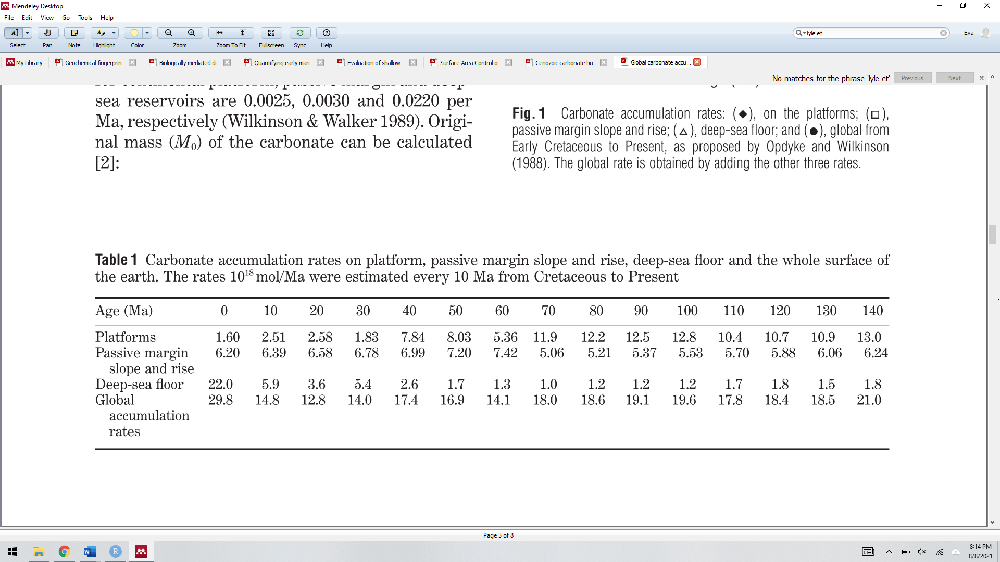 Mendeley Desktop
File Edit View Go Tools Help
lyle et
Eva
Select Pan Note Highlight Color Zoom Zoom To Fit Fullscreen Sync Help
My Library Geochemical fingerprin... Biologically mediated di... Quantifying early mari... Evaluation of shallow-... Surface Area Control o... Cenozoic carbonate bu... Global carbonate accu...
No matches for the phrase 'lyle et' Previous Next
sea reservoirs are 0.0025, 0.0030 and 0.0220 per
Ma, respectively (Wilkinson & Walker 1989). Origi-
nal mass (M₀) of the carbonate can be calculated
[2]:
Fig. 1 Carbonate accumulation rates: (◆), on the platforms; (□),
passive margin slope and rise; (△), deep-sea floor; and (●), global from
Early Cretaceous to Present, as proposed by Opdyke and Wilkinson
(1988). The global rate is obtained by adding the other three rates.
Table 1 Carbonate accumulation rates on platform, passive margin slope and rise, deep-sea floor and the whole surface of
the earth. The rates 10¹⁸ mol/Ma were estimated every 10 Ma from Cretaceous to Present
Age (Ma) 0 10 20 30 40 50 60 70 80 90 100 110 120 130 140
Platforms 1.60 2.51 2.58 1.83 7.84 8.03 5.36 11.9 12.2 12.5 12.8 10.4 10.7 10.9 13.0
Passive margin 6.20 6.39 6.58 6.78 6.99 7.20 7.42 5.06 5.21 5.37 5.53 5.70 5.88 6.06 6.24
slope and rise
Deep-sea floor 22.0 5.9 3.6 5.4 2.6 1.7 1.3 1.0 1.2 1.2 1.2 1.7 1.8 1.5 1.8
Global 29.8 14.8 12.8 14.0 17.4 16.9 14.1 18.0 18.6 19.1 19.6 17.8 18.4 18.5 21.0
accumulation
rates
Page 3 of 8
8:14 PM
8/8/2021